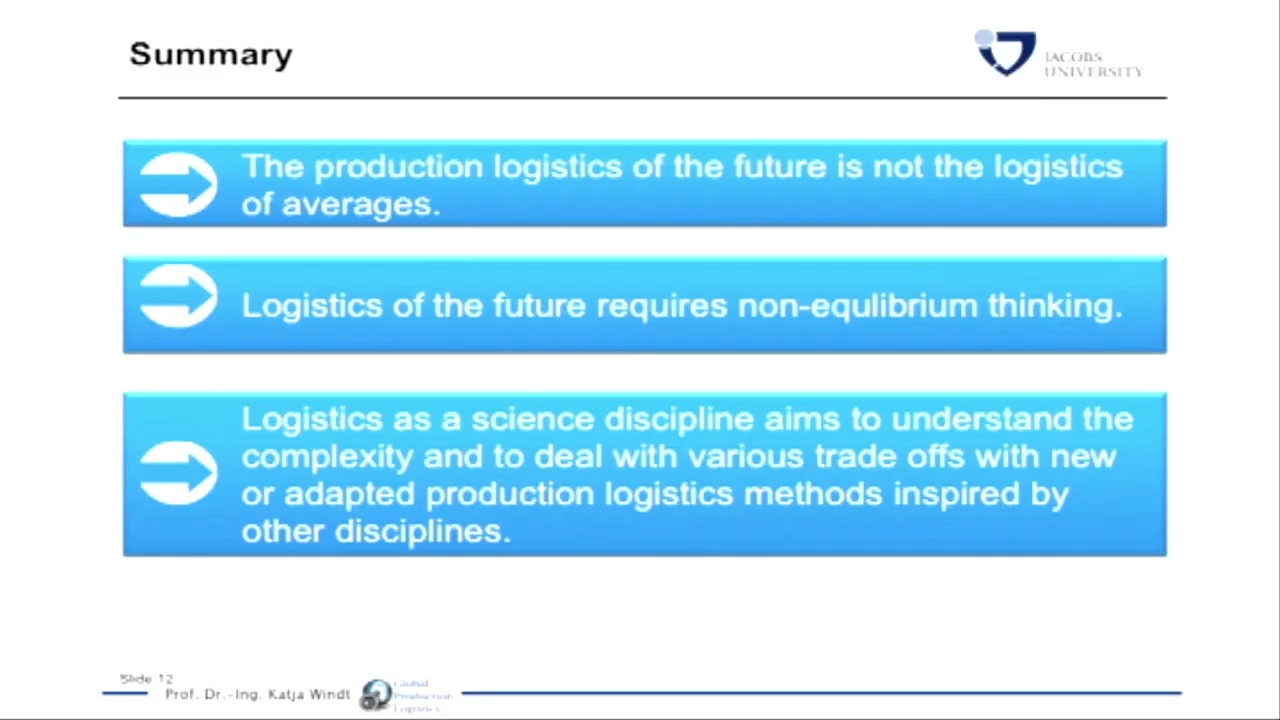 Summary
JACOBS
UNIVERSITY
The production logistics of the future is not the logistics
of averages.
Logistics of the future requires non-equlibrium thinking.
Logistics as a science discipline aims to understand the
complexity and to deal with various trade offs with new
or adapted production logistics methods inspired by
other disciplines.
Slide 12
Prof. Dr.-Ing. Katja Windt
Global
Production
Logistics